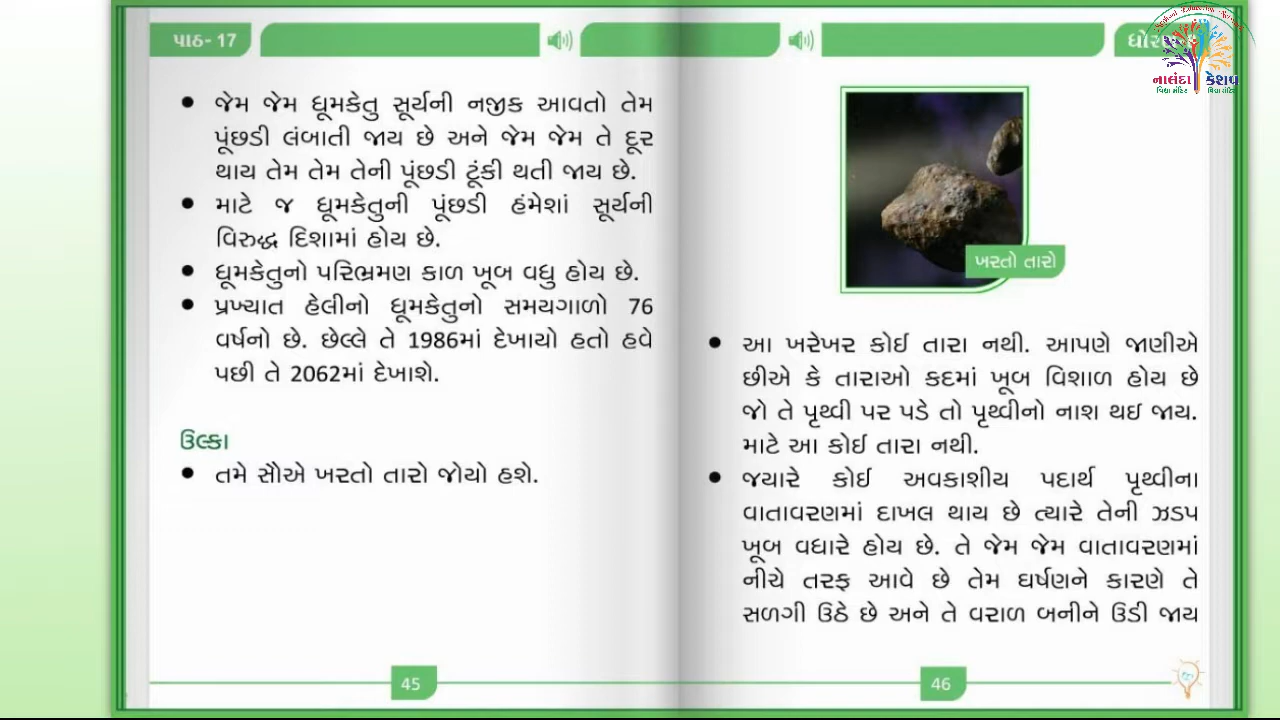 પાઠ- 17
જેમ જેમ ધૂમકેતુ સૂર્યની નજીક આવતો તેમ
પૂંછડી લંબાતી જાય છે અને જેમ જેમ તે દૂર
થાય તેમ તેમ તેની પૂંછડી ટૂંકી થતી જાય છે.
માટે જ ધૂમકેતુની પૂંછડી હંમેશાં સૂર્યની
વિરુદ્ધ દિશામાં હોય છે.
ધૂમકેતુનો પરિભ્રમણ કાળ ખૂબ વધુ હોય છે.
પ્રખ્યાત હેલીનો ધૂમકેતુનો સમયગાળો 76
વર્ષનો છે. છેલ્લે તે 1986માં દેખાયો હતો હવે
પછી તે 2062માં દેખાશે.
ઉલ્કા
તમે સૌએ ખરતો તારો જોયો હશે.
45
નાલંદા કેશવ
વિદ્યા મંદિર વિદ્યા મંદિર
ખરતો તારો
આ ખરેખર કોઈ તારા નથી. આપણે જાણીએ
છીએ કે તારાઓ કદમાં ખૂબ વિશાળ હોય છે
જો તે પૃથ્વી પર પડે તો પૃથ્વીનો નાશ થઇ જાય.
માટે આ કોઈ તારા નથી.
જયારે કોઈ અવકાશીય પદાર્થ પૃથ્વીના
વાતાવરણમાં દાખલ થાય છે ત્યારે તેની ઝડપ
ખૂબ વધારે હોય છે. તે જેમ જેમ વાતાવરણમાં
નીચે તરફ આવે છે તેમ ઘર્ષણને કારણે તે
સળગી ઉઠે છે અને તે વરાળ બનીને ઉડી જાય
46